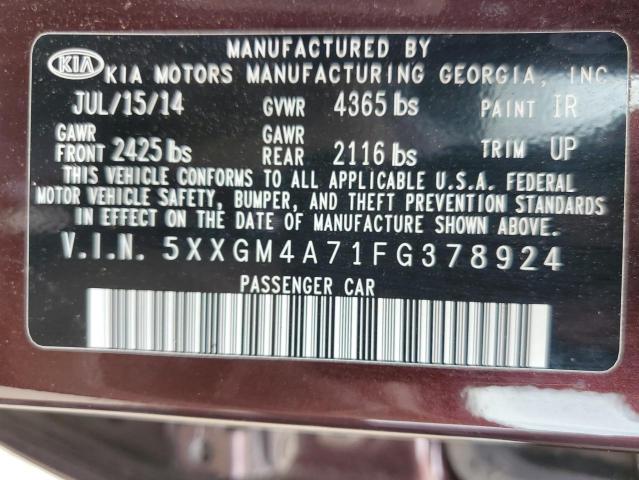 MANUFACTURED BY
KIA KIA MOTORS MANUFACTURING GEORGIA, INC
JUL/15/14 GVWR 4365 lbs PAINT IR
GAWR FRONT 2425 lbs GAWR REAR 2116 lbs TRIM UP
THIS VEHICLE CONFORMS TO ALL APPLICABLE U.S.A. FEDERAL
MOTOR VEHICLE SAFETY, BUMPER, AND THEFT PREVENTION STANDARDS
IN EFFECT ON THE DATE OF MANUFACTURE SHOWN ABOVE.
V.I.N. 5XXGM4A71FG378924
PASSENGER CAR